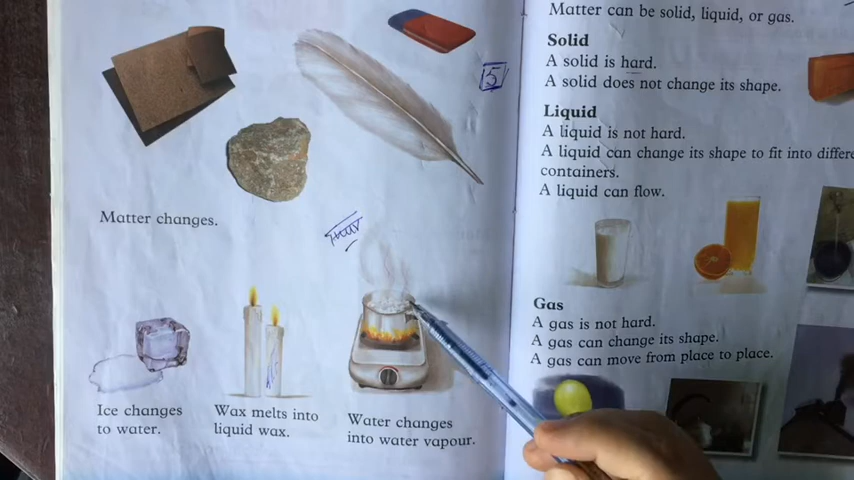 5
Matter changes.
Ice changes
to water.
Wax melts into
liquid wax.
Water changes
into water vapour.
Matter can be solid, liquid, or gas.
Solid
A solid is hard.
A solid does not change its shape.
Liquid
A liquid is not hard.
A liquid can change its shape to fit into
containers.
A liquid can flow.
Gas
A gas is not hard.
A gas can change its shape.
A gas can move from place to place.